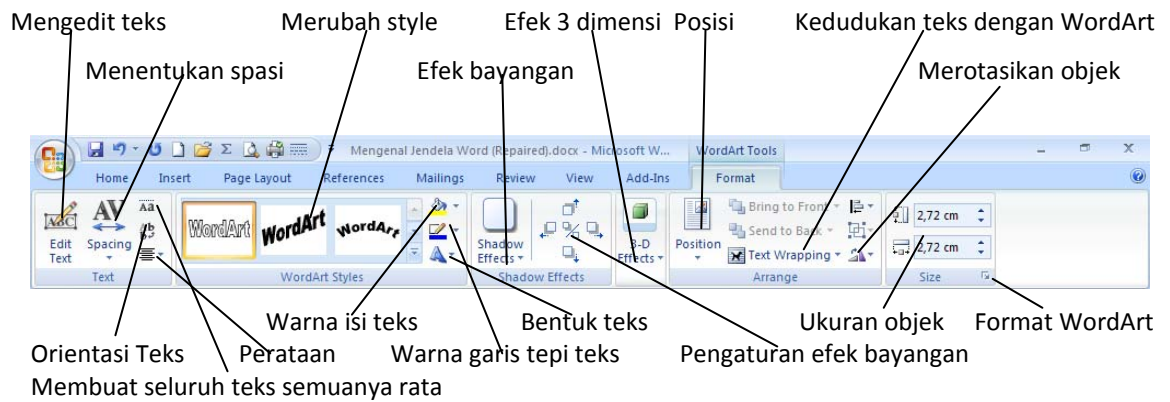 Mengedit teks Merubah style Efek 3 dimensi Posisi Kedudukan teks dengan WordArt
Menentukan spasi Efek bayangan Merotasikan objek
Mengenal Jendela Word (Repaired).docx - Microsoft W... WordArt Tools
Home Insert Page Layout References Mailings Review View Add-Ins Format
Edit Text
Spacing
WordArt WordArt WordArt
Shadow Effects
3-D Effects
Position
Bring to Front
Send to Back
Text Wrapping
2,72 cm
2,72 cm
Text WordArt Styles Shadow Effects Arrange Size
Warna isi teks Bentuk teks Ukuran objek Format WordArt
Orientasi Teks Perataan Warna garis tepi teks Pengaturan efek bayangan
Membuat seluruh teks semuanya rata